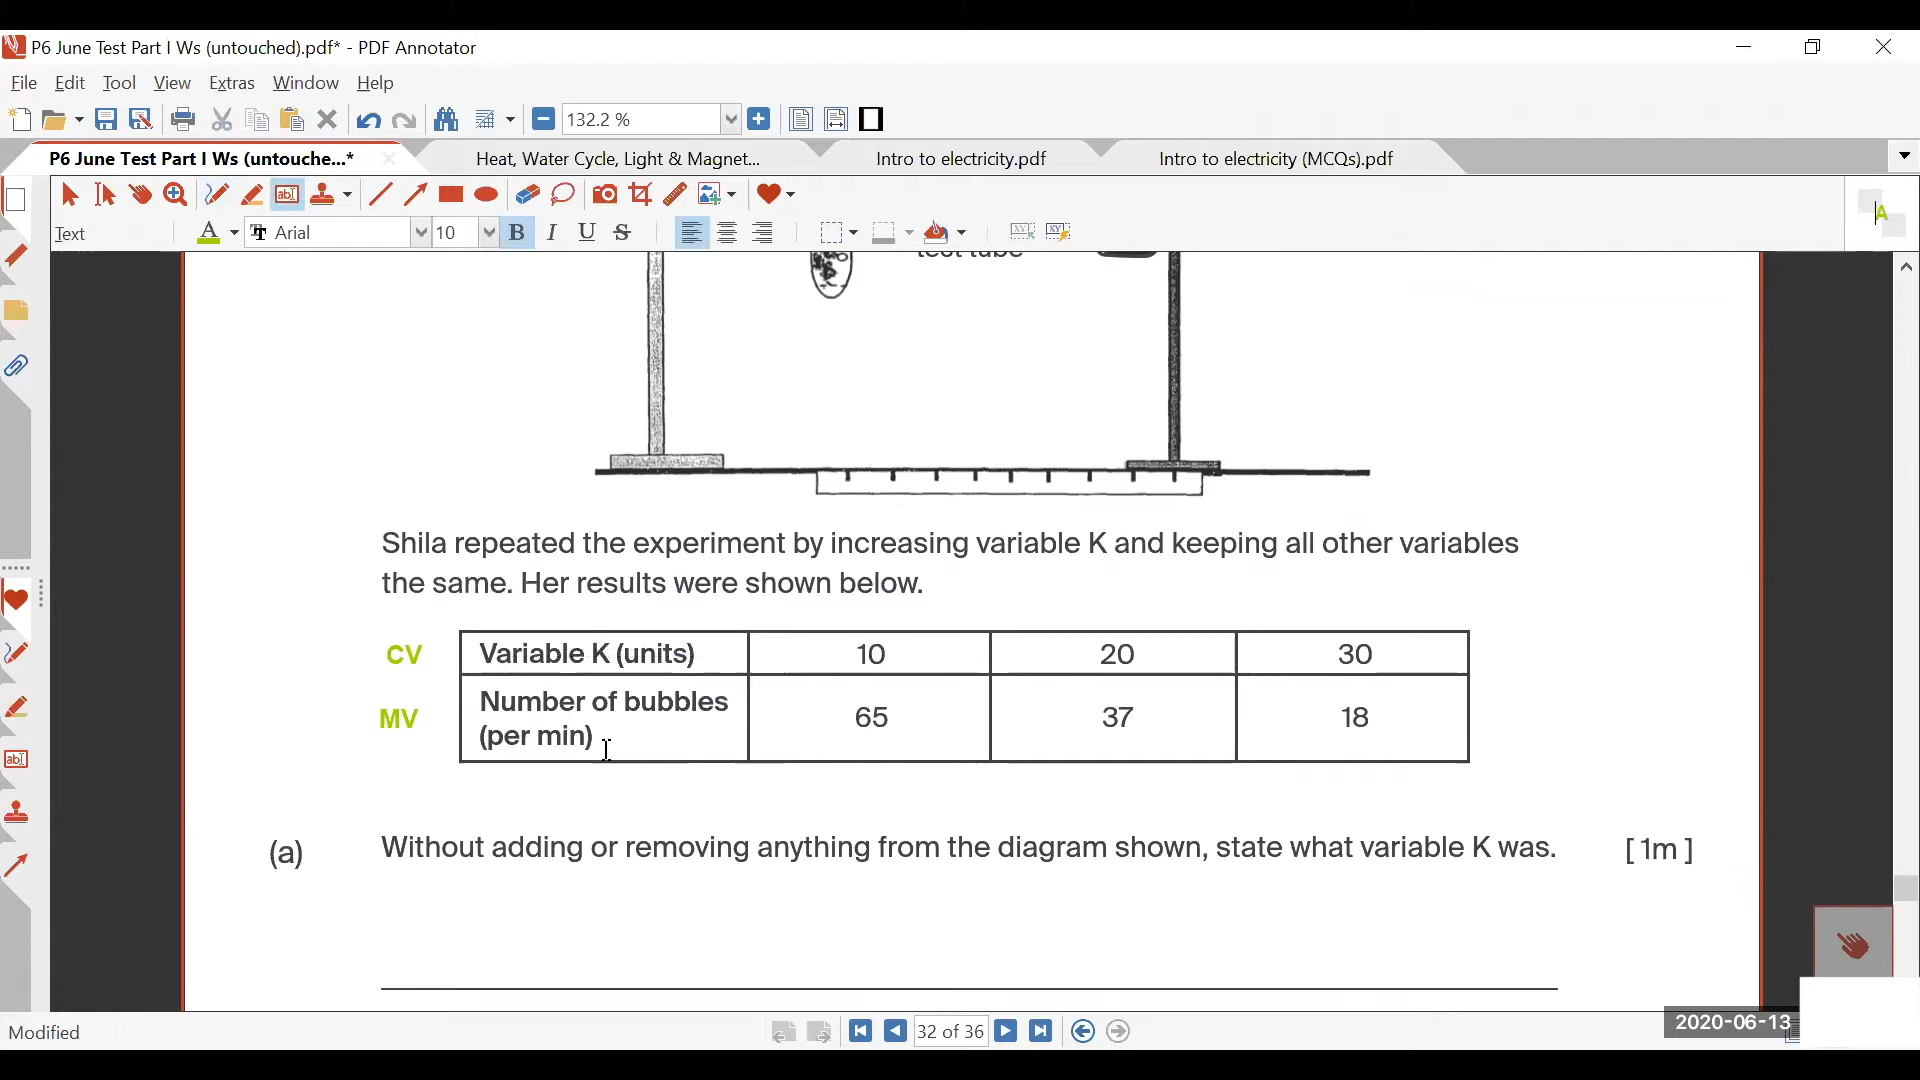 P6 June Test Part I Ws (untouched).pdf* - PDF Annotator
File Edit Tool View Extras Window Help
132.2 %
P6 June Test Part I Ws (untouche...* Heat, Water Cycle, Light & Magnet... Intro to electricity.pdf Intro to electricity (MCQs).pdf
Text Arial 10 B I U S
A
test tube
Shila repeated the experiment by increasing variable K and keeping all other variables
the same. Her results were shown below.
CV Variable K (units) 10 20 30
MV Number of bubbles
(per min) 65 37 18
(a) Without adding or removing anything from the diagram shown, state what variable K was. [ 1m ]
Modified 32 of 36 2020-06-13